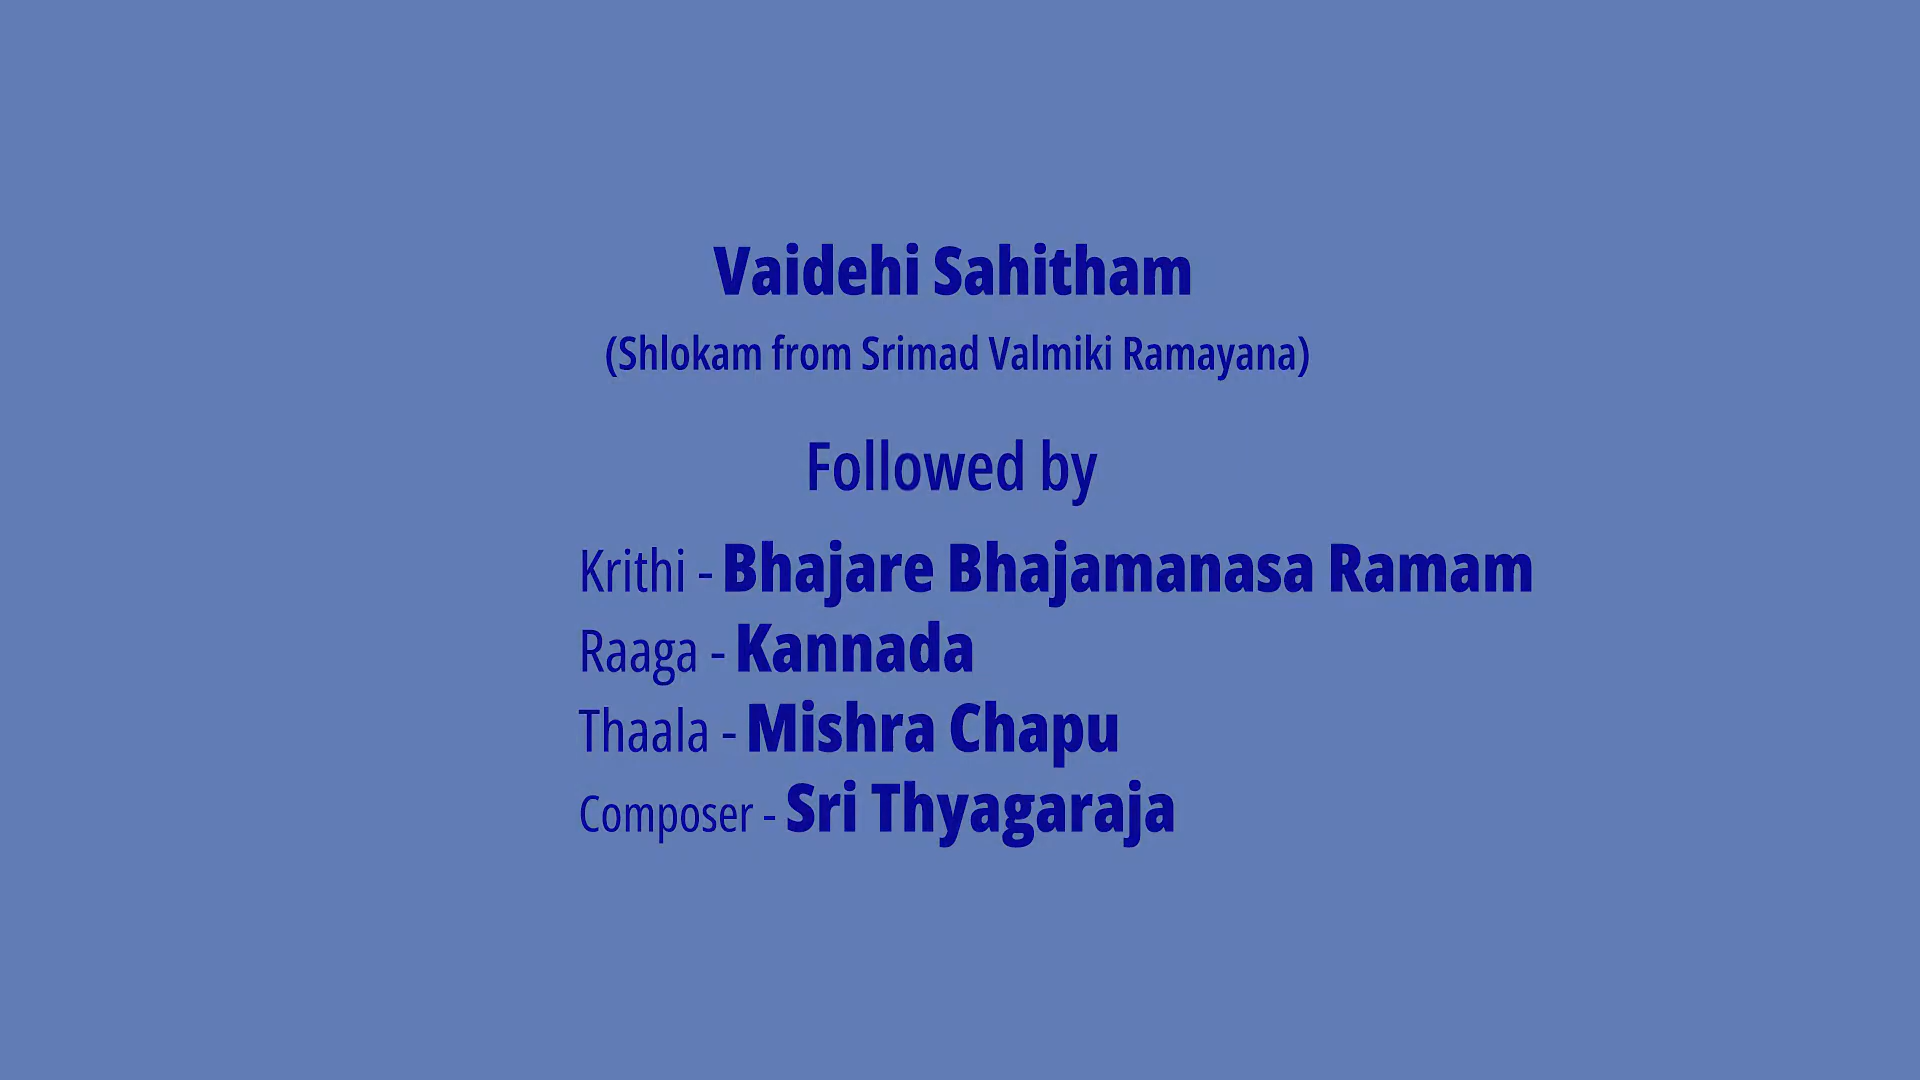 Vaidehi Sahitham
(Shlokam from Srimad Valmiki Ramayana)
Followed by
Krithi - Bhajare Bhajamanasa Ramam
Raaga - Kannada
Thaala - Mishra Chapu
Composer - Sri Thyagaraja